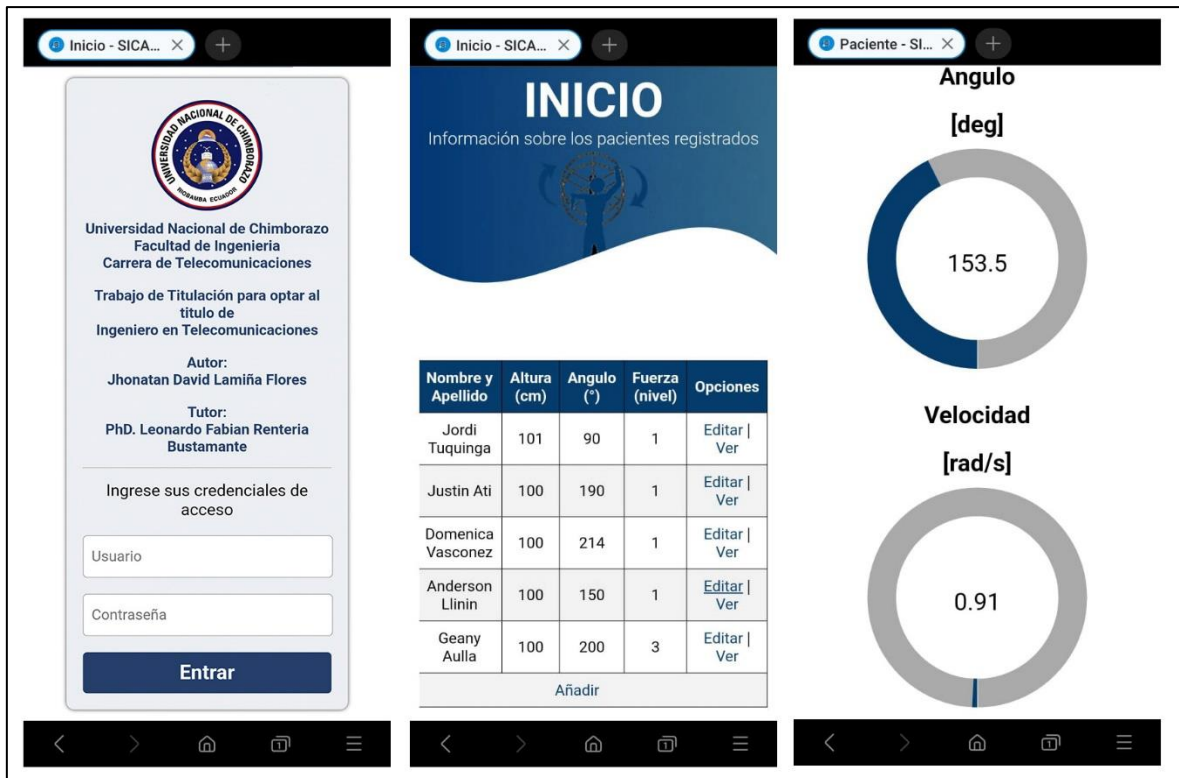 Inicio - SICA...
UNIVERSIDAD NACIONAL DE CHIMBORAZO
RIOBAMBA ECUADOR
Universidad Nacional de Chimborazo
Facultad de Ingenieria
Carrera de Telecomunicaciones
Trabajo de Titulación para optar al
titulo de
Ingeniero en Telecomunicaciones
Autor:
Jhonatan David Lamiña Flores
Tutor:
PhD. Leonardo Fabian Renteria
Bustamante
Ingrese sus credenciales de
acceso
Usuario
Contraseña
Entrar
1
Inicio - SICA...
INICIO
Información sobre los pacientes registrados
Nombre y Apellido Altura (cm) Angulo (°) Fuerza (nivel) Opciones
Jordi Tuquinga 101 90 1 Editar | Ver
Justin Ati 100 190 1 Editar | Ver
Domenica Vasconez 100 214 1 Editar | Ver
Anderson Llinin 100 150 1 Editar | Ver
Geany Aulla 100 200 3 Editar | Ver
Añadir
1
Paciente - SI...
Angulo
[deg]
153.5
Velocidad
[rad/s]
0.91
1